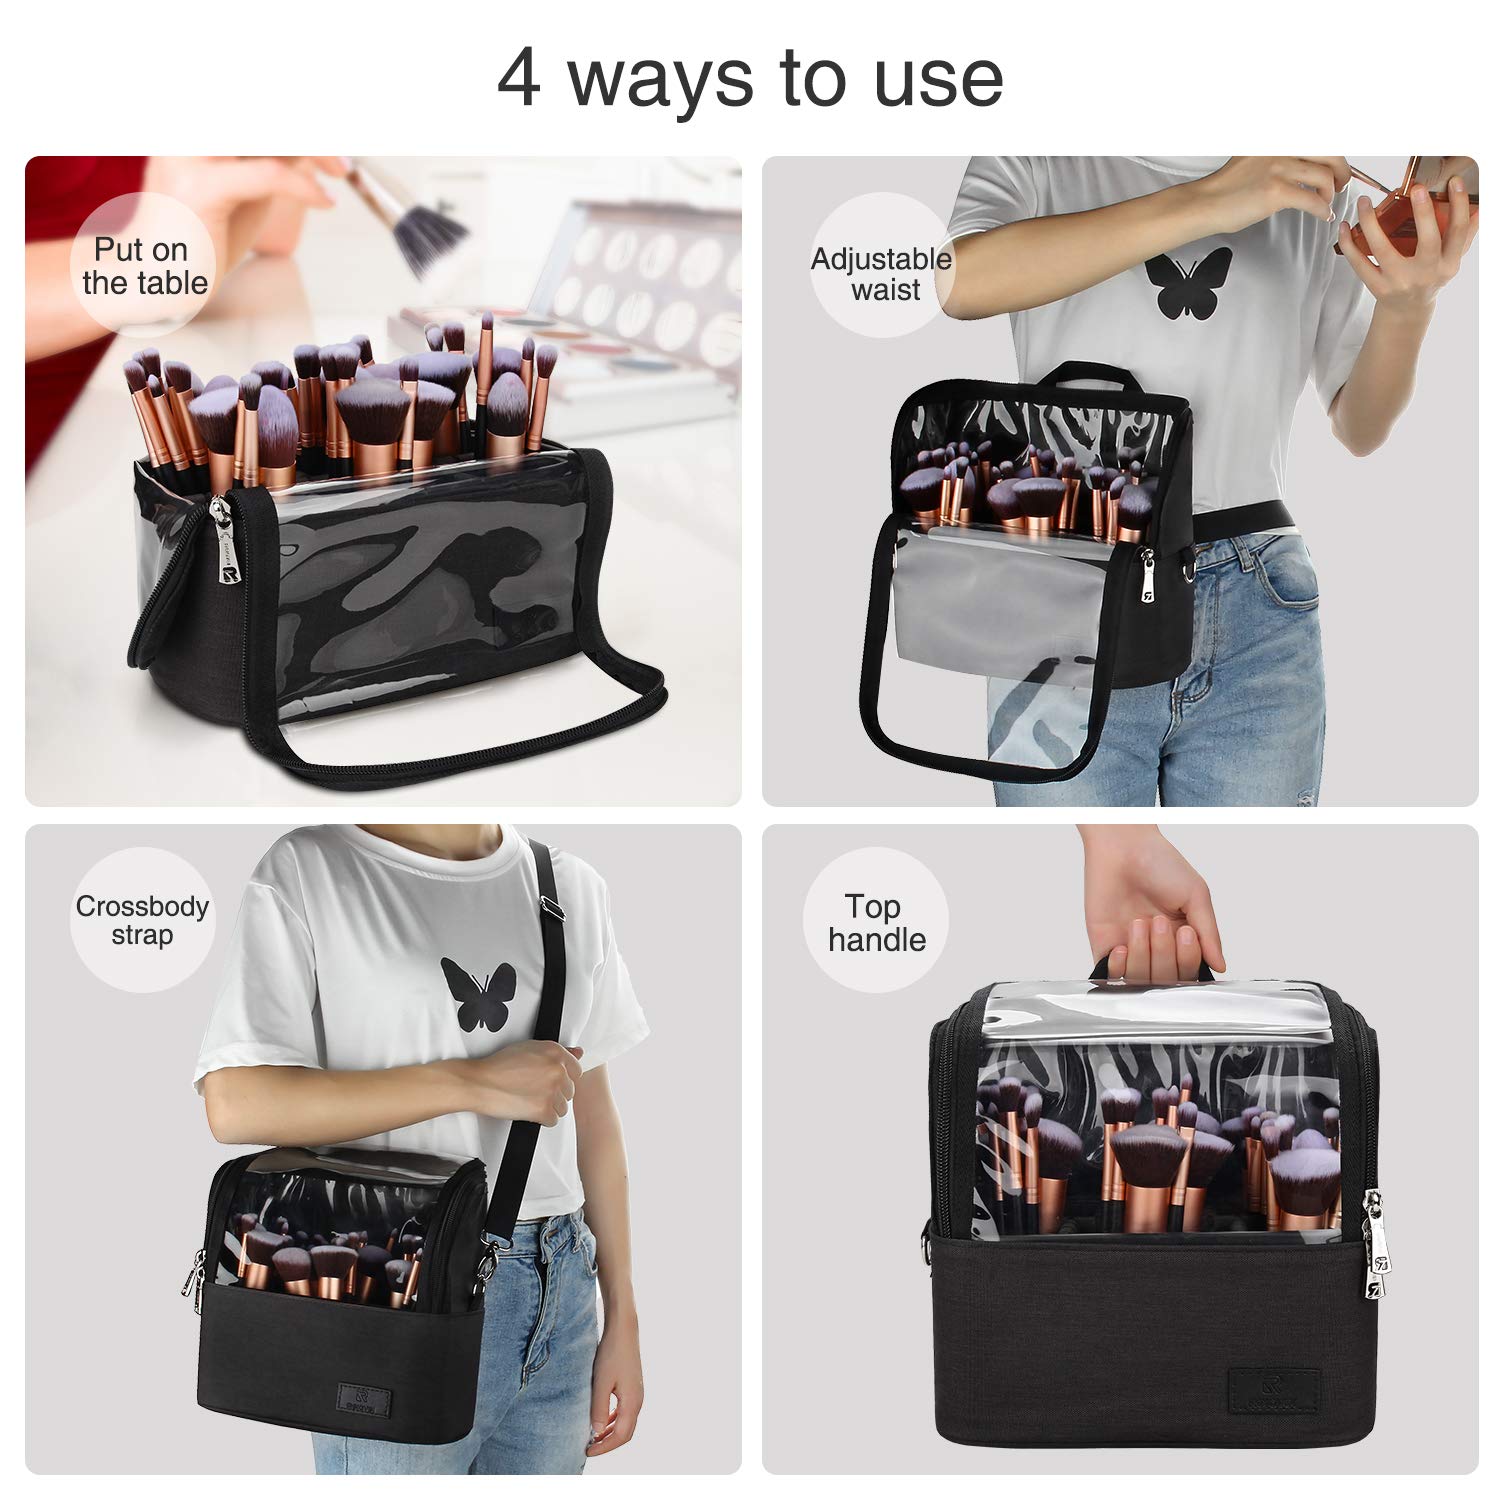 4 ways to use
Put on
the table
Adjustable
waist
Crossbody
strap
Top
handle